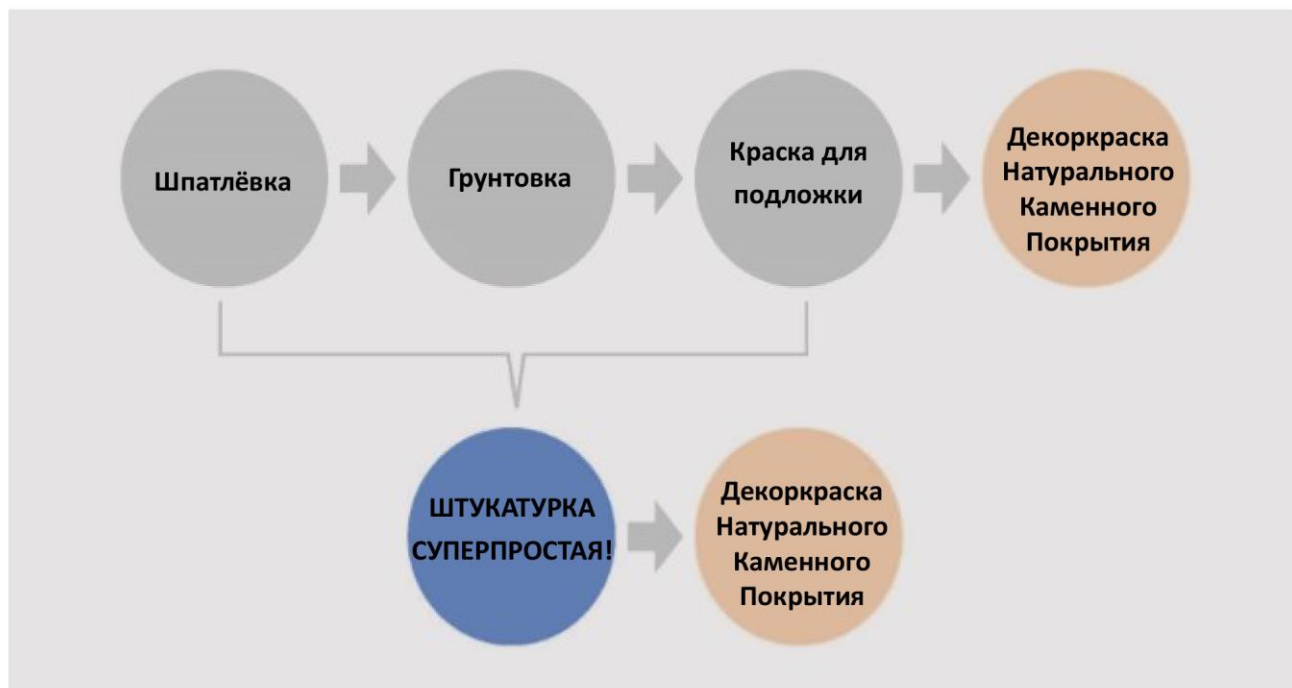 Шпатлёвка
Грунтовка
Краска для
подложки
Декоркраска
Натурального
Каменного
Покрытия
ШТУКАТУРКА
СУПЕРПРОСТАЯ!
Декоркраска
Натурального
Каменного
Покрытия